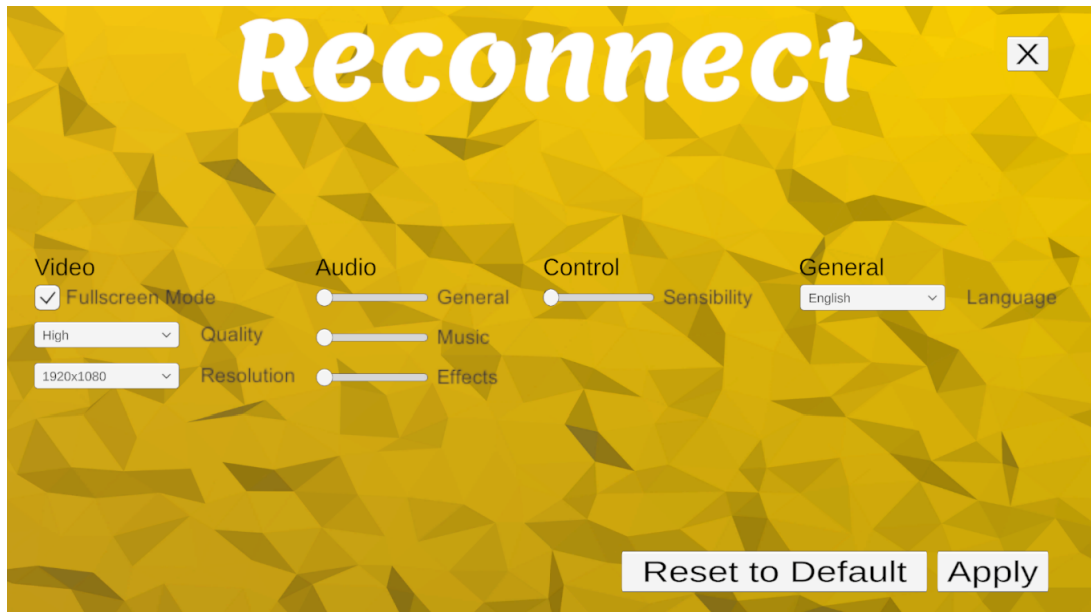 Reconnect
X
Video
Fullscreen Mode
High
Quality
1920x1080
Resolution
Audio
General
Music
Effects
Control
Sensibility
General
English
Language
Reset to Default
Apply